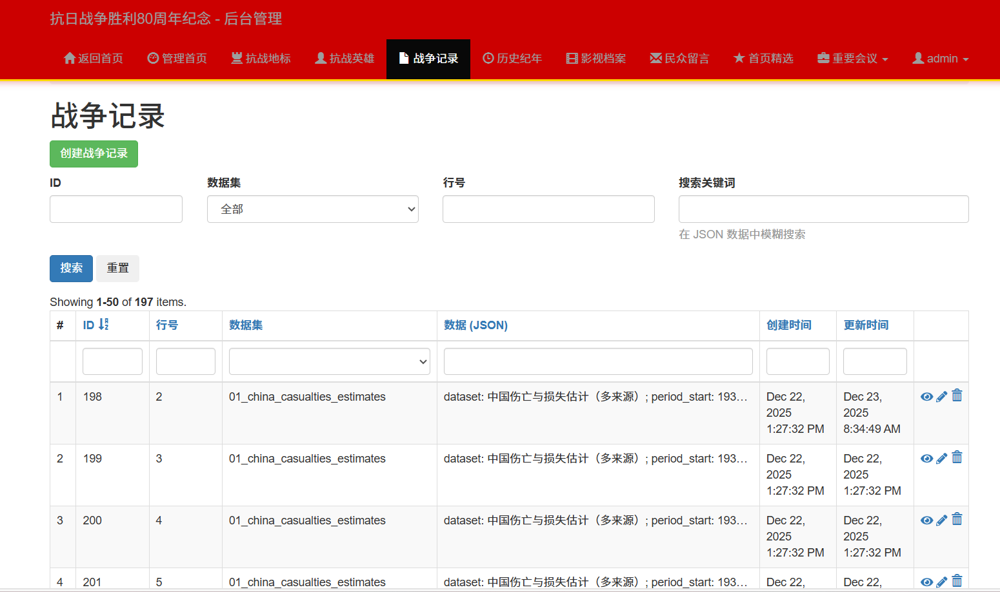 抗日战争胜利80周年纪念 - 后台管理
返回首页 管理首页 抗战地标 抗战英雄 战争记录 历史纪年 影视档案 民众留言 首页精选 重要会议 admin
战争记录
创建战争记录
ID 数据集 行号 搜索关键词
全部
在 JSON 数据中模糊搜索
搜索 重置
Showing 1-50 of 197 items.
# ID 行号 数据集 数据 (JSON) 创建时间 更新时间
1 198 2 01_china_casualties_estimates dataset: 中国伤亡与损失估计（多来源）; period_start: 193… Dec 22, 2025 1:27:32 PM Dec 23, 2025 8:34:49 AM
2 199 3 01_china_casualties_estimates dataset: 中国伤亡与损失估计（多来源）; period_start: 193… Dec 22, 2025 1:27:32 PM Dec 22, 2025 1:27:32 PM
3 200 4 01_china_casualties_estimates dataset: 中国伤亡与损失估计（多来源）; period_start: 193… Dec 22, 2025 1:27:32 PM Dec 22, 2025 1:27:32 PM
4 201 5 01_china_casualties_estimates dataset: 中国伤亡与损失估计（多来源）; period_start: 193… Dec 22, Dec 22,